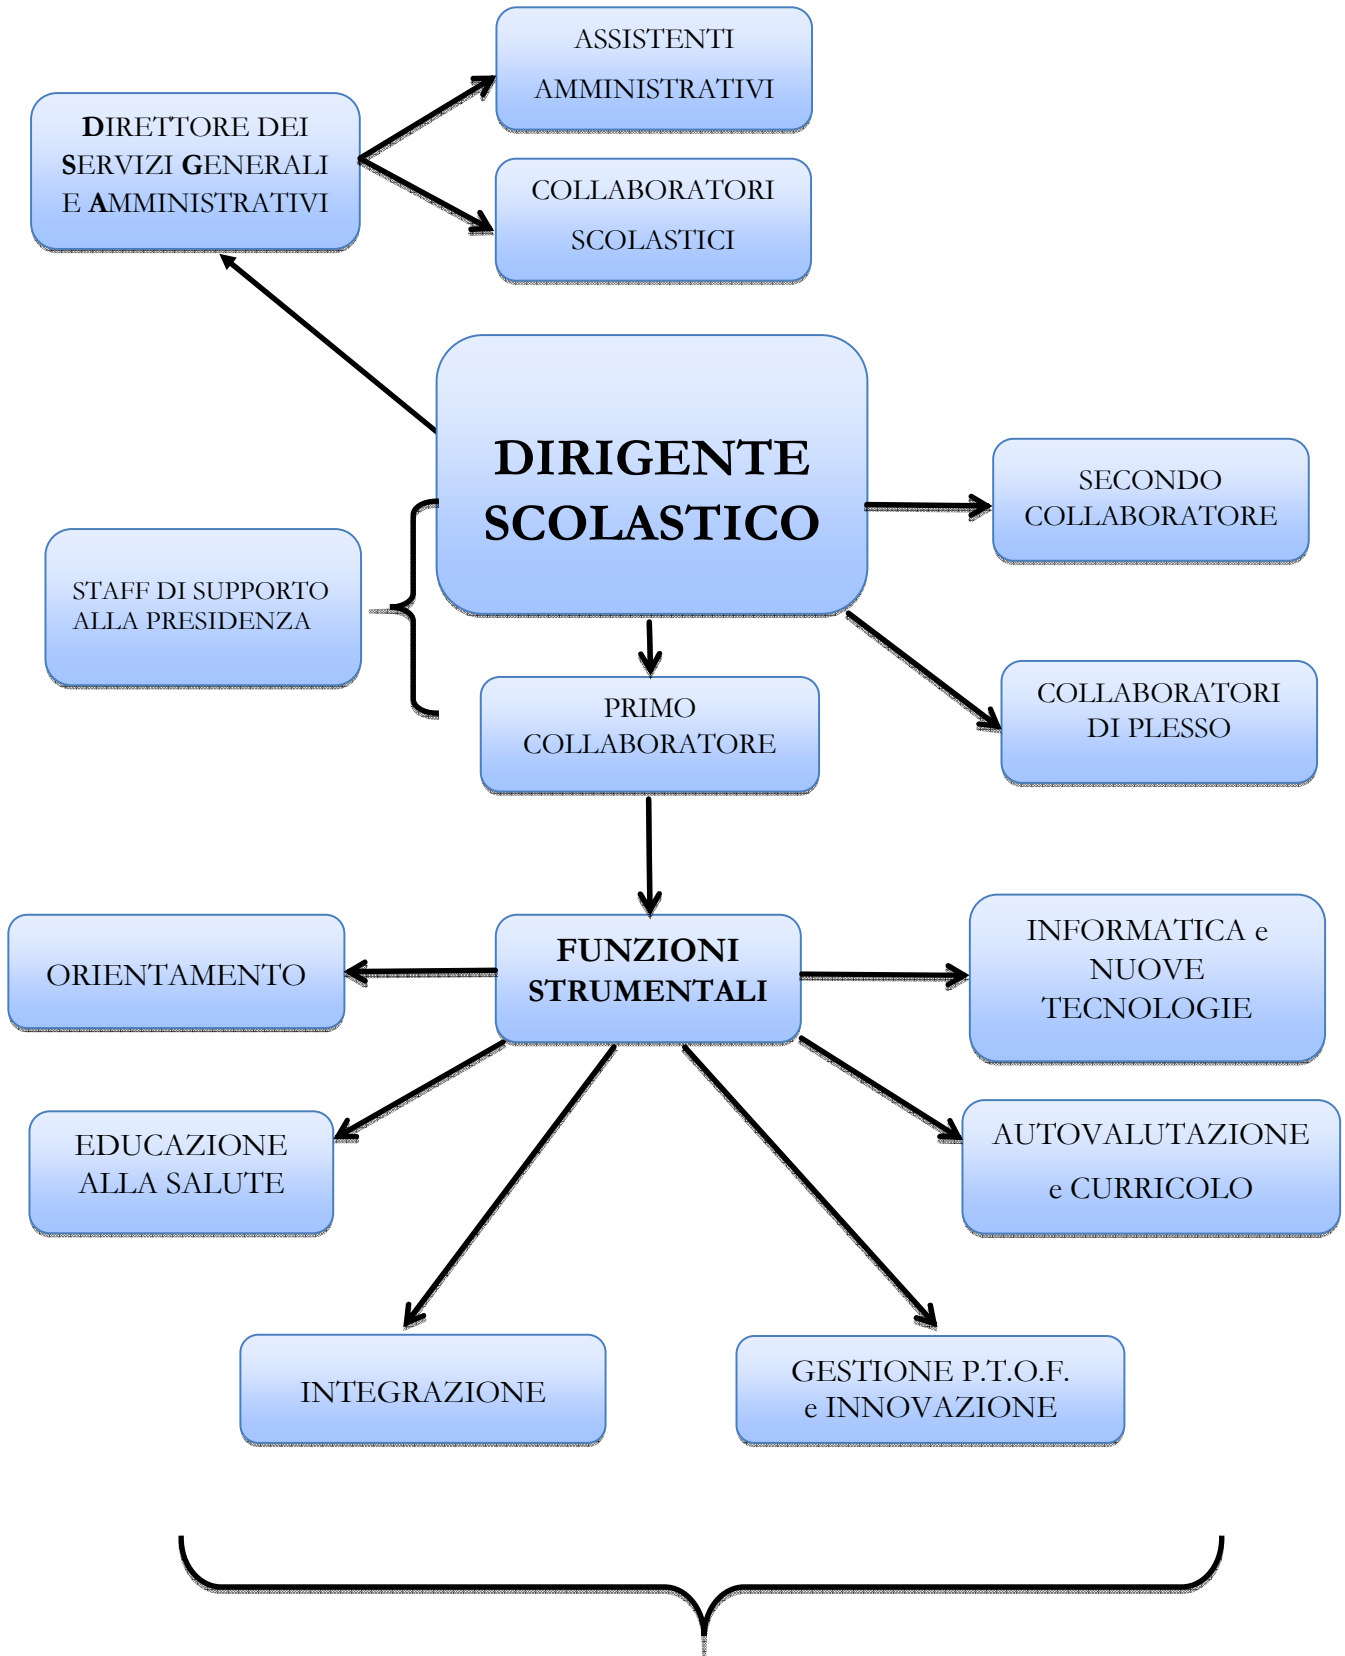 ASSISTENTI
AMMINISTRATIVI
DIRETTORE DEI
SERVIZI GENERALI
E AMMINISTRATIVI
COLLABORATORI
SCOLASTICI
DIRIGENTE
SCOLASTICO
SECONDO
COLLABORATORE
STAFF DI SUPPORTO
ALLA PRESIDENZA
PRIMO
COLLABORATORE
COLLABORATORI
DI PLESSO
FUNZIONI
STRUMENTALI
ORIENTAMENTO
INFORMATICA e
NUOVE
TECNOLOGIE
EDUCAZIONE
ALLA SALUTE
AUTOVALUTAZIONE
e CURRICOLO
INTEGRAZIONE
GESTIONE P.T.O.F.
e INNOVAZIONE